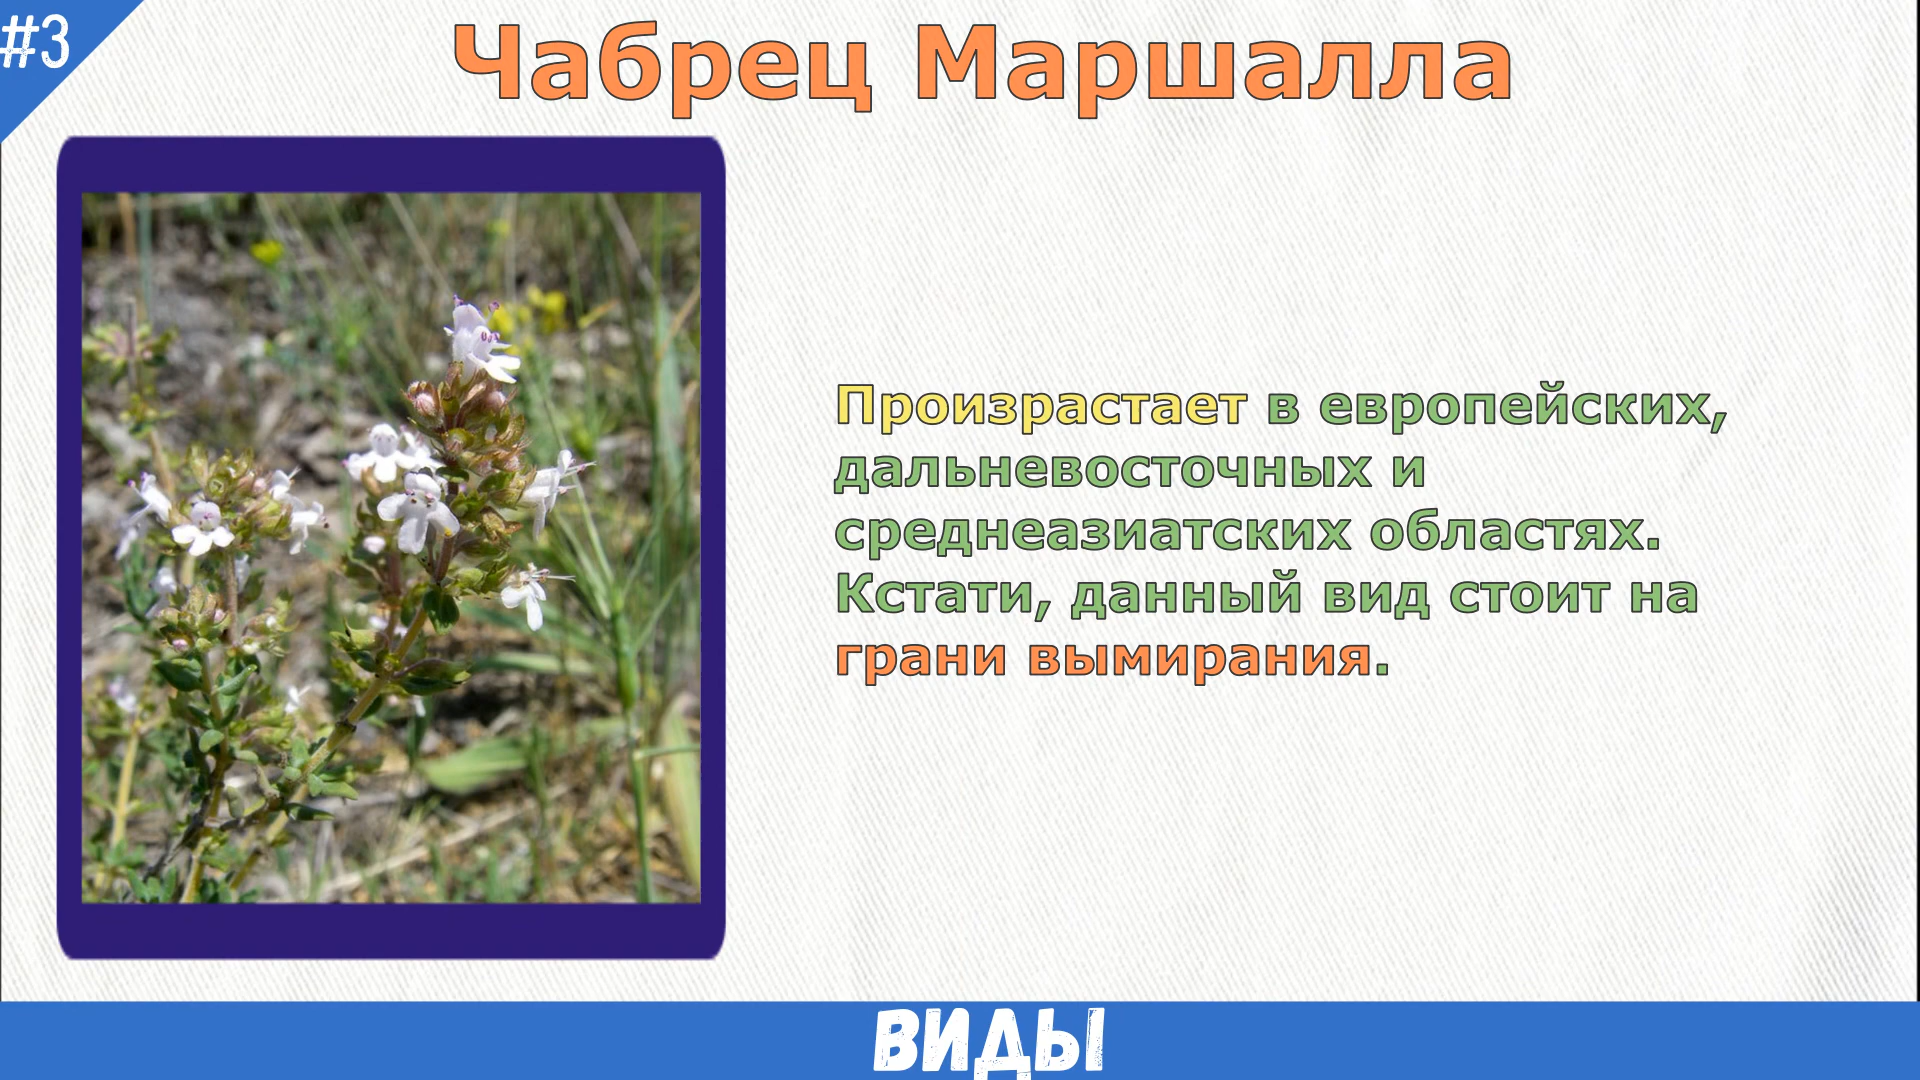 #3
Чабрец Маршалла
Произрастает в европейских,
дальневосточных и
среднеазиатских областях.
Кстати, данный вид стоит на
грани вымирания.
ВИДЫ